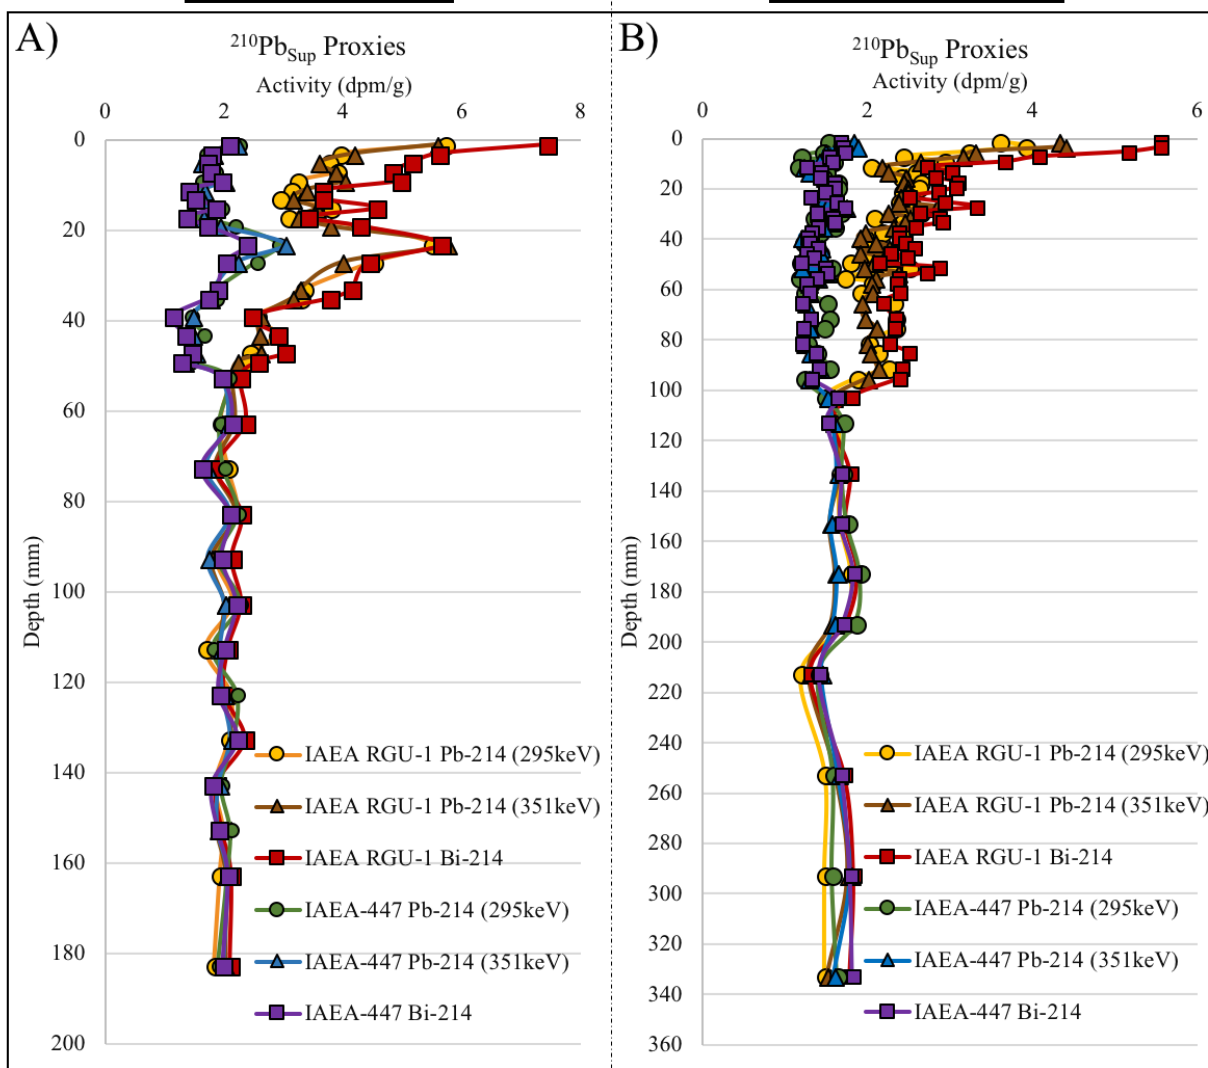 A)
²¹⁰Pb_Sup Proxies
Activity (dpm/g)
0 2 4 6 8
0
20
40
60
80
100
120
140
160
180
200
Depth (mm)
IAEA RGU-1 Pb-214 (295keV)
IAEA RGU-1 Pb-214 (351keV)
IAEA RGU-1 Bi-214
IAEA-447 Pb-214 (295keV)
IAEA-447 Pb-214 (351keV)
IAEA-447 Bi-214
B)
²¹⁰Pb_Sup Proxies
Activity (dpm/g)
0 2 4 6
0
20
40
60
80
100
120
140
160
180
200
220
240
260
280
300
320
340
360
Depth (mm)
IAEA RGU-1 Pb-214 (295keV)
IAEA RGU-1 Pb-214 (351keV)
IAEA RGU-1 Bi-214
IAEA-447 Pb-214 (295keV)
IAEA-447 Pb-214 (351keV)
IAEA-447 Bi-214